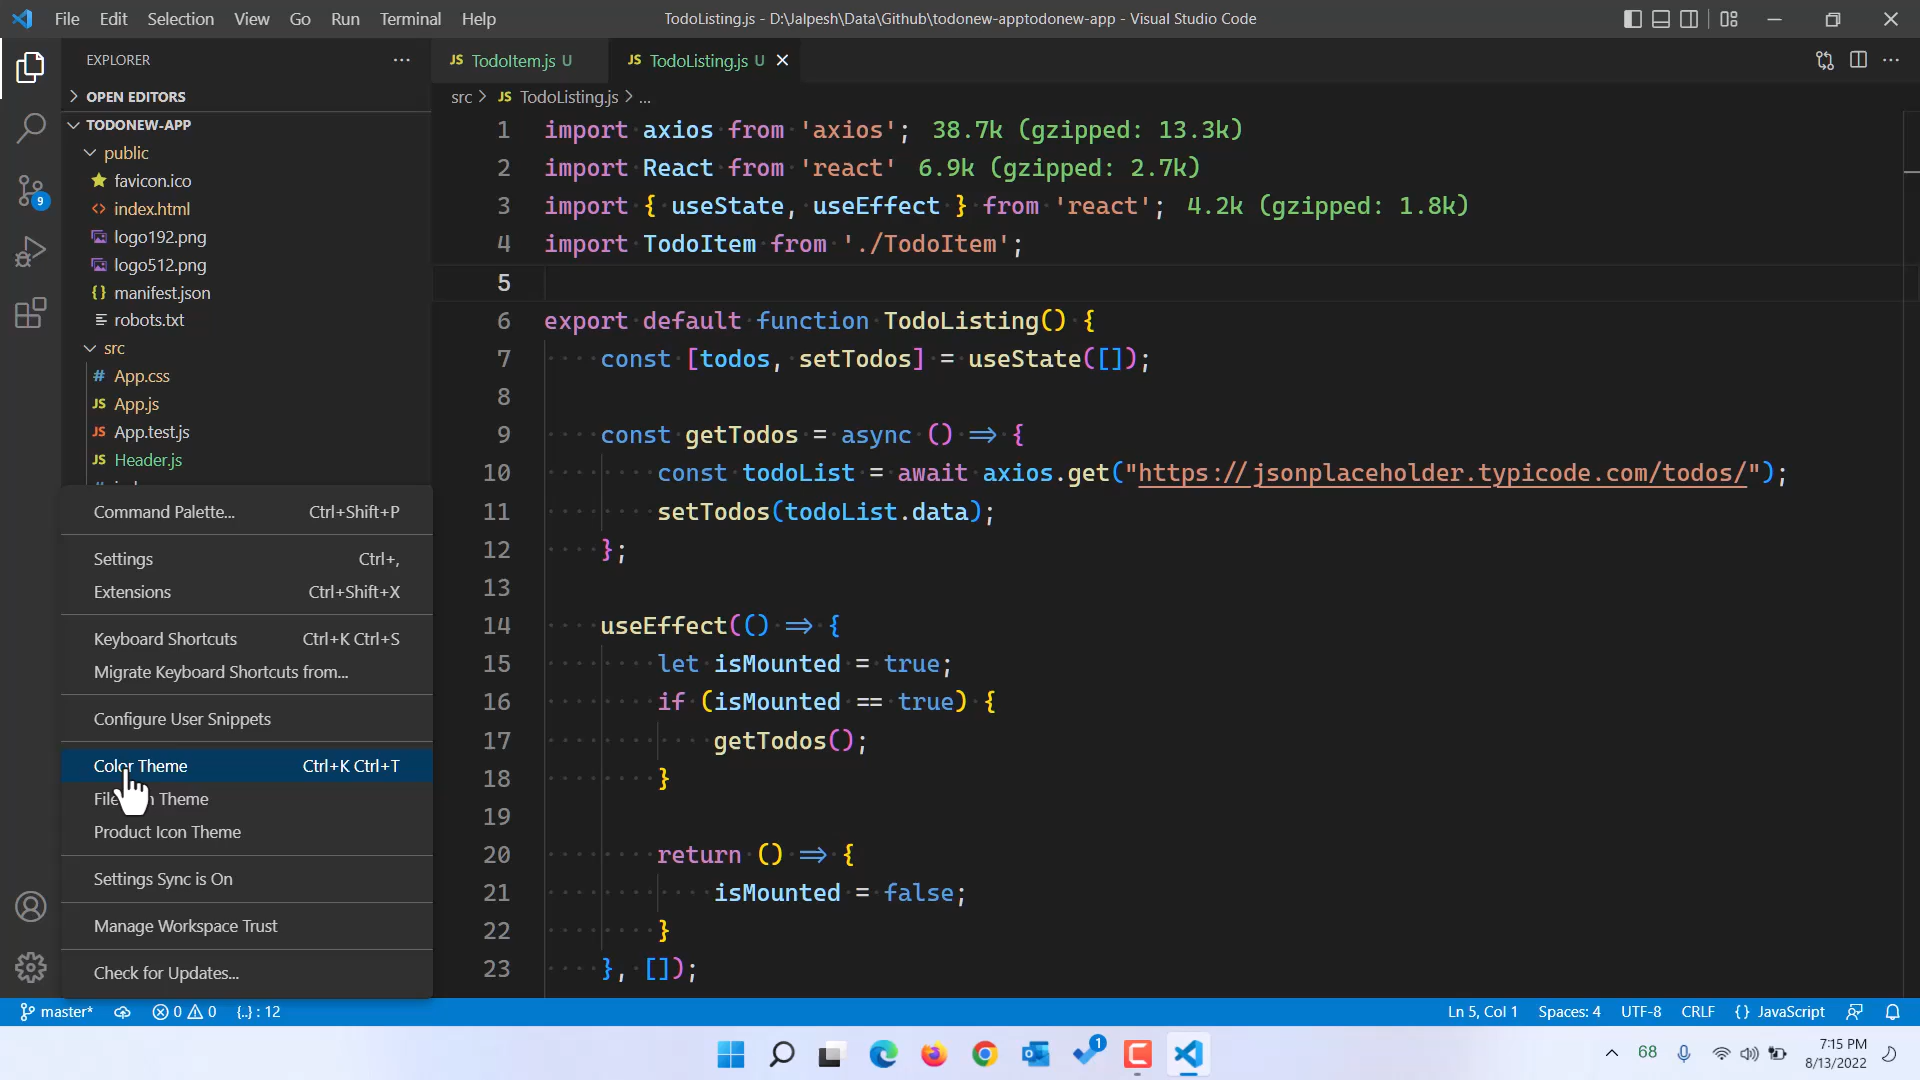 File Edit Selection View Go Run Terminal Help
TodoListing.js - D:\Jalpesh\Data\Github\todonew-apptodonew-app - Visual Studio Code
EXPLORER
OPEN EDITORS
TODONEW-APP
public
favicon.ico
index.html
logo192.png
logo512.png
{} manifest.json
robots.txt
src
# App.css
JS App.js
JS App.test.js
JS Header.js
9
Command Palette... Ctrl+Shift+P
Settings Ctrl+,
Extensions Ctrl+Shift+X
Keyboard Shortcuts Ctrl+K Ctrl+S
Migrate Keyboard Shortcuts from...
Configure User Snippets
Color Theme Ctrl+K Ctrl+T
Theme
Product Icon Theme
Settings Sync is On
Manage Workspace Trust
Check for Updates...
JS TodoItem.js U
JS TodoListing.js U
src > JS TodoListing.js > ...
1 import axios from 'axios'; 38.7k (gzipped: 13.3k)
2 import React from 'react' 6.9k (gzipped: 2.7k)
3 import { useState, useEffect } from 'react'; 4.2k (gzipped: 1.8k)
4 import TodoItem from './TodoItem';
5
6 export default function TodoListing() {
7 const [todos, setTodos] = useState([]);
8
9 const getTodos = async () => {
10 const todoList = await axios.get("https://jsonplaceholder.typicode.com/todos/");
11 setTodos(todoList.data);
12 };
13
14 useEffect(() => {
15 let isMounted = true;
16 if (isMounted == true) {
17 getTodos();
18 }
19
20 return () => {
21 isMounted = false;
22 }
23 }, []);
master* 0 0 {..} : 12
Ln 5, Col 1 Spaces: 4 UTF-8 CRLF {} JavaScript
1
68
7:15 PM
8/13/2022